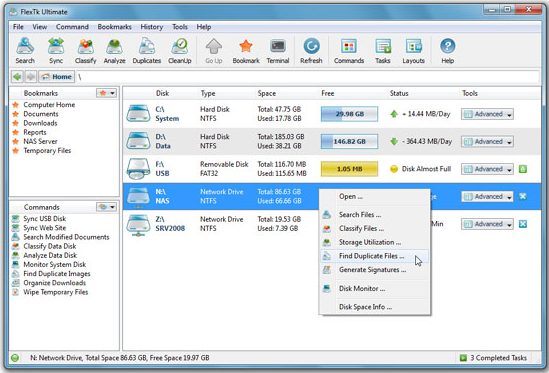 FlexTk Ultimate
File View Command Bookmarks History Tools Help
Search Sync Classify Analyze Duplicates CleanUp Go Up Bookmark Terminal Refresh Commands Tasks Layouts Help
Home \
Bookmarks
Computer Home
Documents
Downloads
Reports
NAS Server
Temporary Files
Commands
Sync USB Disk
Sync Web Site
Search Modified Documents
Classify Data Disk
Analyze Data Disk
Monitor System Disk
Find Duplicate Images
Organize Downloads
Wipe Temporary Files
Disk Type Space Free Status Tools
C:\ Hard Disk Total: 47.75 GB 29.98 GB + 14.44 MB/Day Advanced
System NTFS Used: 17.78 GB
D:\ Hard Disk Total: 185.03 GB 146.82 GB - 364.43 MB/Day Advanced
Data NTFS Used: 38.21 GB
F:\ Removable Disk Total: 116.70 MB 1.05 MB Disk Almost Full Advanced
USB FAT32 Used: 115.65 MB
N:\ Network Drive Total: 86.63 GB Advanced
NAS NTFS Used: 66.66 GB
Z:\ Network Drive Total: 19.53 GB Min Advanced
SRV2008 NTFS Used: 7.39 GB
Open ...
Search Files ...
Classify Files ...
Storage Utilization ...
Find Duplicate Files ...
Generate Signatures ...
Disk Monitor ...
Disk Space Info ...
N: Network Drive, Total Space 86.63 GB, Free Space 19.97 GB 3 Completed Tasks